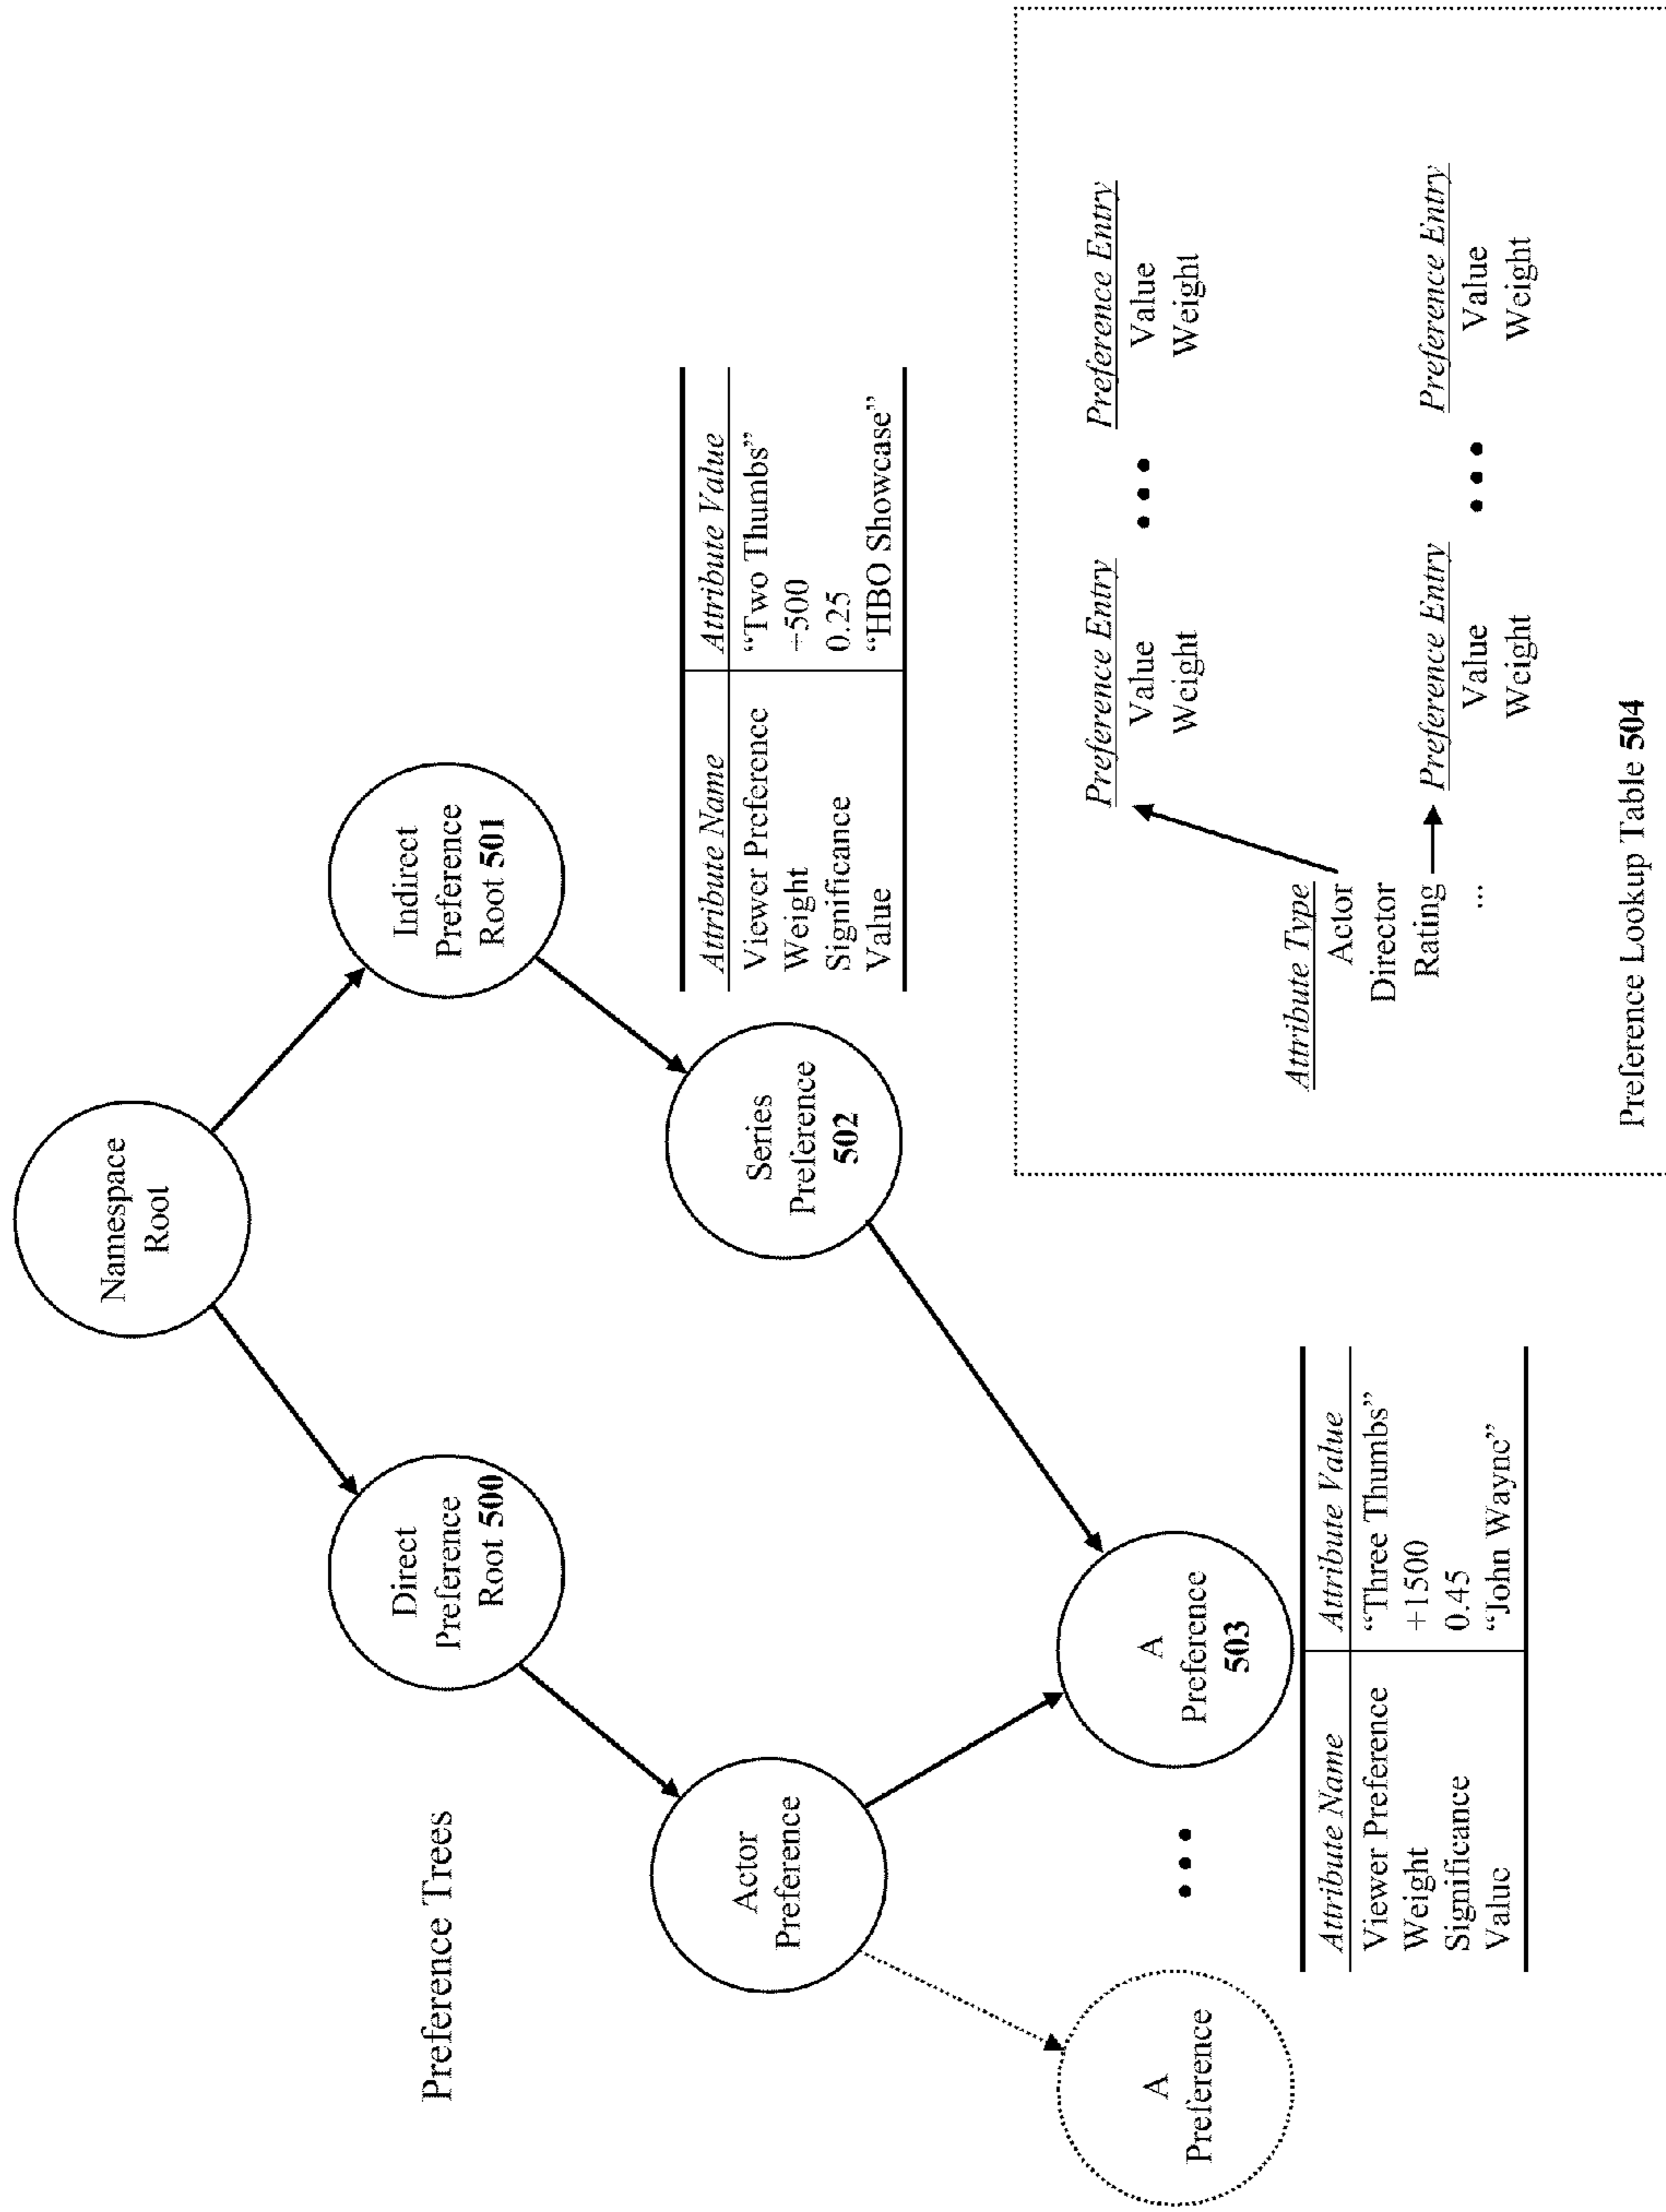 Preference Trees
Namespace
Root
Direct
Preference
Root 500
Indirect
Preference
Root 501
Actor
Preference
Series
Preference
502
Attribute Name Attribute Value
Viewer Preference "Two Thumbs"
Weight +500
Significance 0.25
Value "HBO Showcase"
A
Preference
• • •
A
Preference
503
Attribute Name Attribute Value
Viewer Preference "Three Thumbs"
Weight +1500
Significance 0.45
Value "John Wayne"
Preference Entry • • • Preference Entry
Value Value
Weight Weight
Attribute Type
Actor
Director
Rating
...
Preference Entry • • • Preference Entry
Value Value
Weight Weight
Preference Lookup Table 504